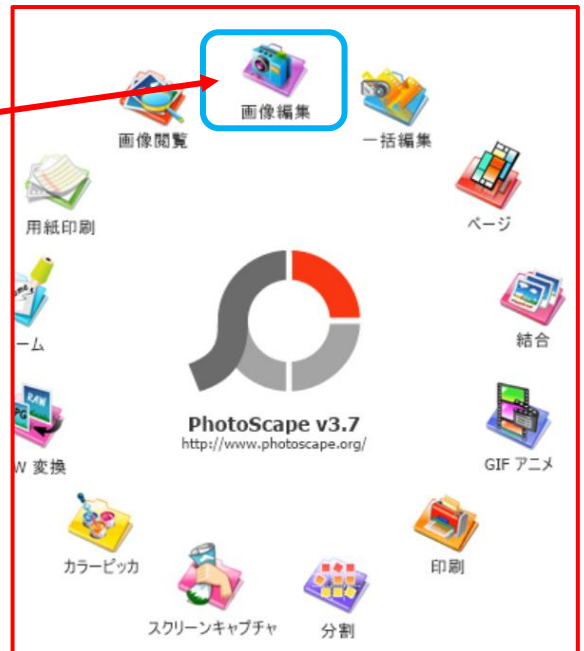 画像編集
画像閲覧
一括編集
用紙印刷
ページ
ーム
結合
PhotoScape v3.7
http://www.photoscape.org/
W 変換
GIF アニメ
カラーピッカ
印刷
スクリーンキャプチャ
分割